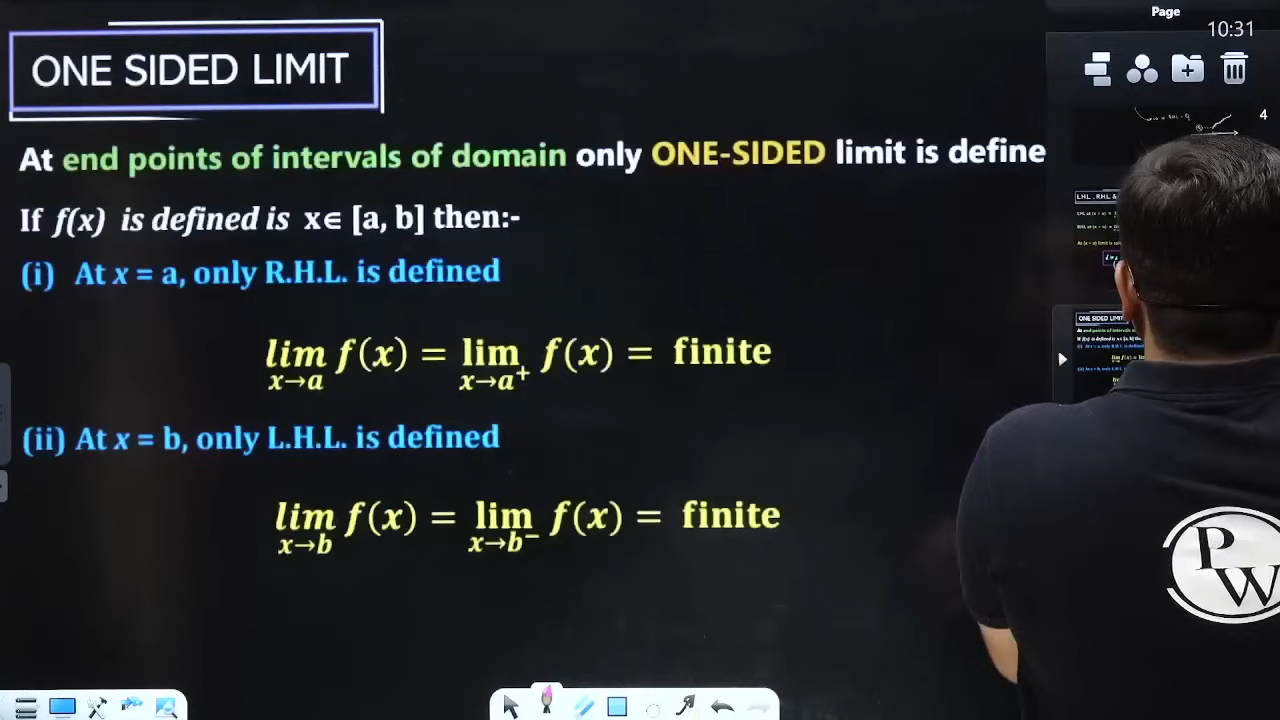 Page
10:31
ONE SIDED LIMIT
4
At end points of intervals of domain only ONE-SIDED limit is define
If f(x) is defined is x∈ [a, b] then:-
(i) At x = a, only R.H.L. is defined
lim x→a f(x) = lim x→a⁺ f(x) = finite
(ii) At x = b, only L.H.L. is defined
lim x→b f(x) = lim x→b⁻ f(x) = finite
PW